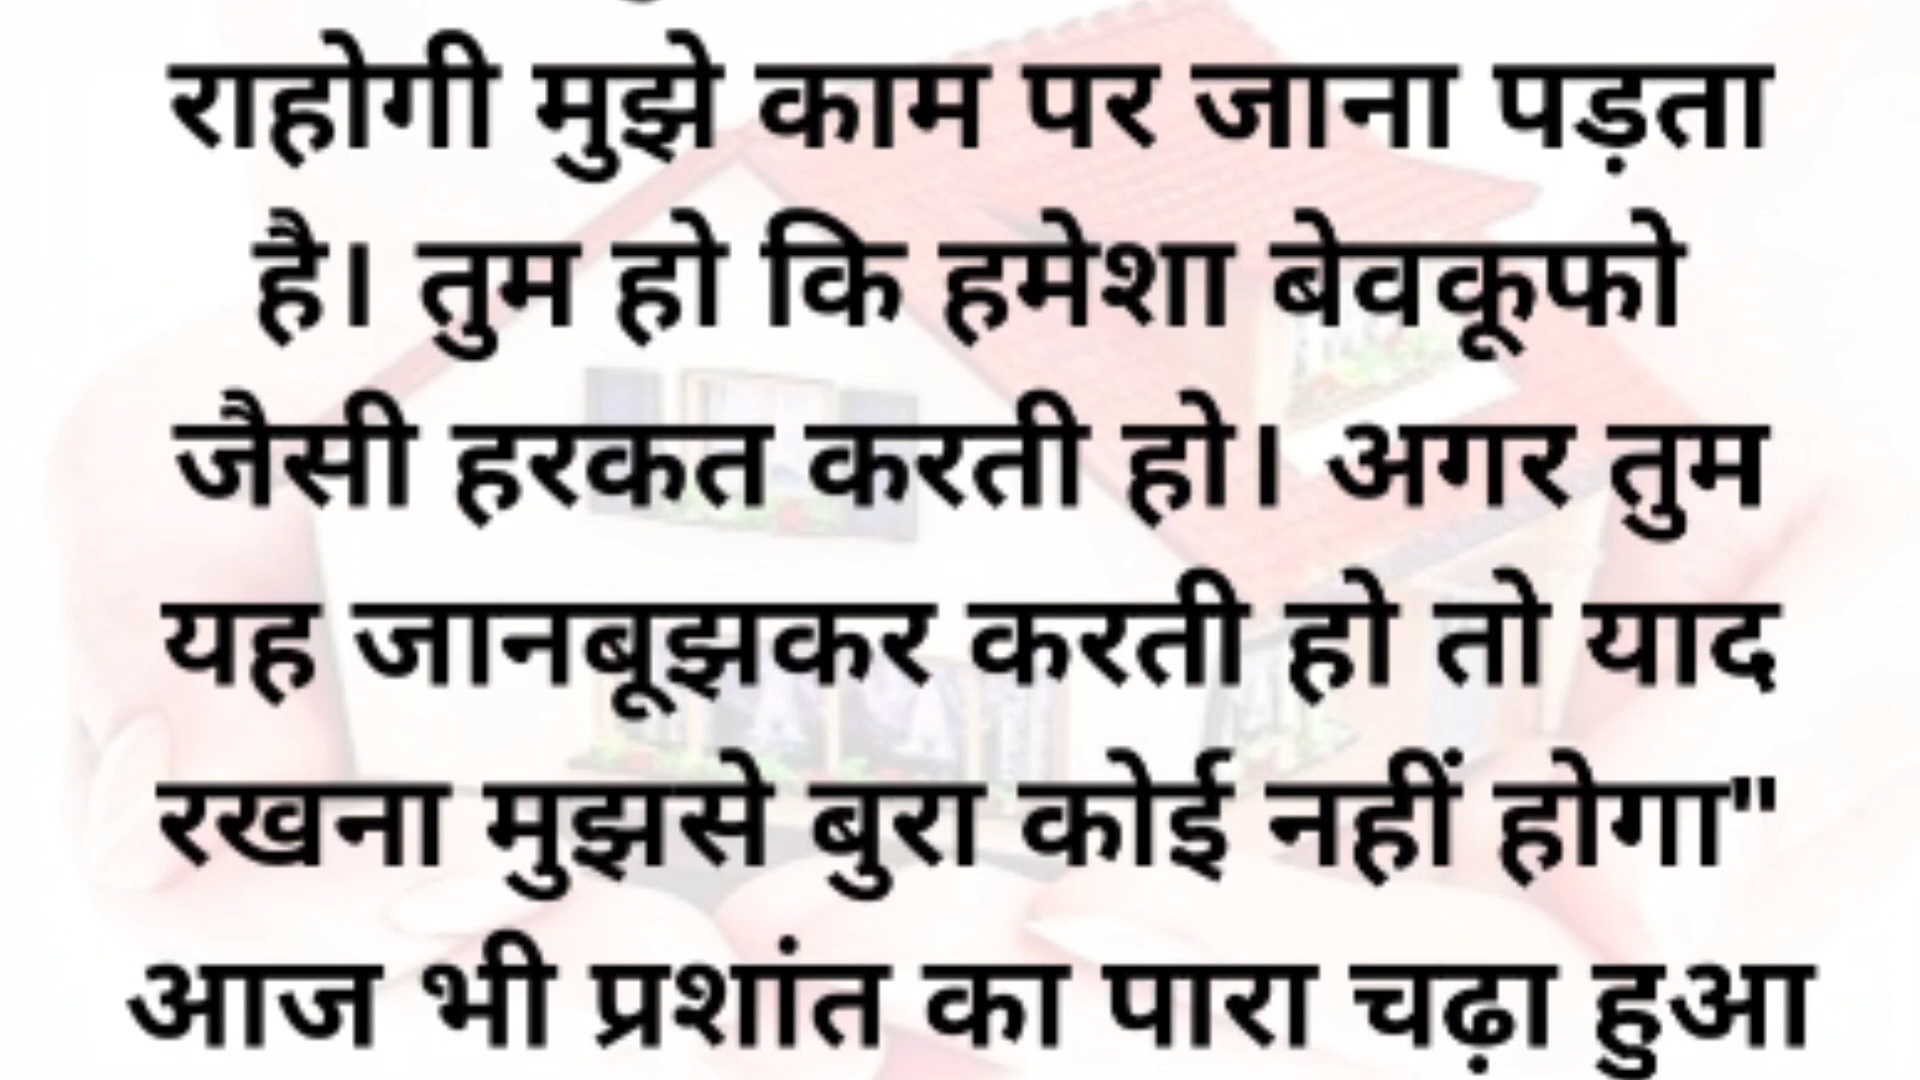 राहोगी मुझे काम पर जाना पड़ता
है। तुम हो कि हमेशा बेवकूफो
जैसी हरकत करती हो। अगर तुम
यह जानबूझकर करती हो तो याद
रखना मुझसे बुरा कोई नहीं होगा"
आज भी प्रशांत का पारा चढ़ा हुआ